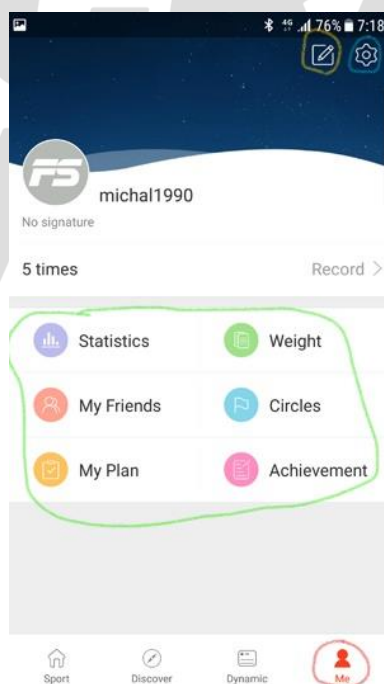 4G 76% 7:18
FS
michal1990
No signature
5 times Record >
Statistics Weight
My Friends Circles
My Plan Achievement
Sport Discover Dynamic Me